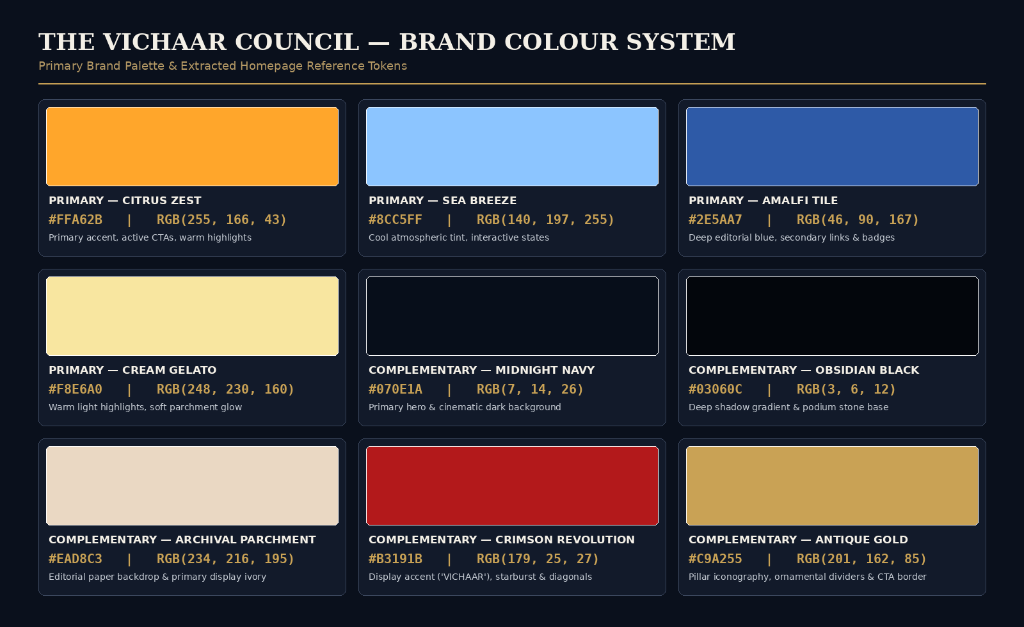 THE VICHAAR COUNCIL — BRAND COLOUR SYSTEM
Primary Brand Palette & Extracted Homepage Reference Tokens
PRIMARY — CITRUS ZEST
#FFA62B | RGB(255, 166, 43)
Primary accent, active CTAs, warm highlights
PRIMARY — SEA BREEZE
#8CC5FF | RGB(140, 197, 255)
Cool atmospheric tint, interactive states
PRIMARY — AMALFI TILE
#2E5AA7 | RGB(46, 90, 167)
Deep editorial blue, secondary links & badges
PRIMARY — CREAM GELATO
#F8E6A0 | RGB(248, 230, 160)
Warm light highlights, soft parchment glow
COMPLEMENTARY — MIDNIGHT NAVY
#070E1A | RGB(7, 14, 26)
Primary hero & cinematic dark background
COMPLEMENTARY — OBSIDIAN BLACK
#03060C | RGB(3, 6, 12)
Deep shadow gradient & podium stone base
COMPLEMENTARY — ARCHIVAL PARCHMENT
#EAD8C3 | RGB(234, 216, 195)
Editorial paper backdrop & primary display ivory
COMPLEMENTARY — CRIMSON REVOLUTION
#B3191B | RGB(179, 25, 27)
Display accent ('VICHAAR'), starburst & diagonals
COMPLEMENTARY — ANTIQUE GOLD
#C9A255 | RGB(201, 162, 85)
Pillar iconography, ornamental dividers & CTA border